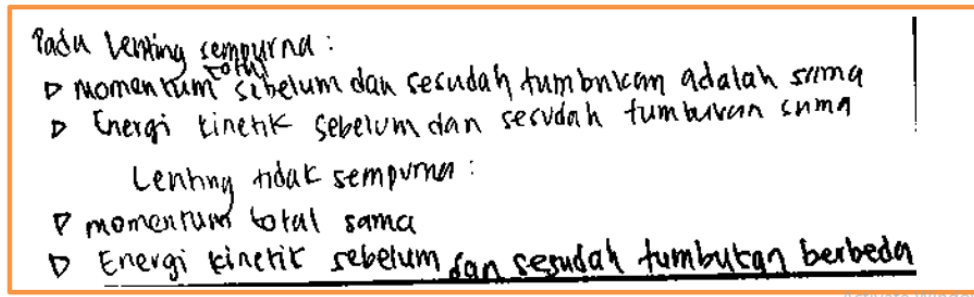 Pada lenting sempurna :
▷ Momentum total sebelum dan sesudah tumbukan adalah sama
▷ Energi kinetik sebelum dan sesudah tumbukan sama
Lenting tidak sempurna :
▷ momentum total sama
▷ Energi kinetik sebelum dan sesudah tumbukan berbeda